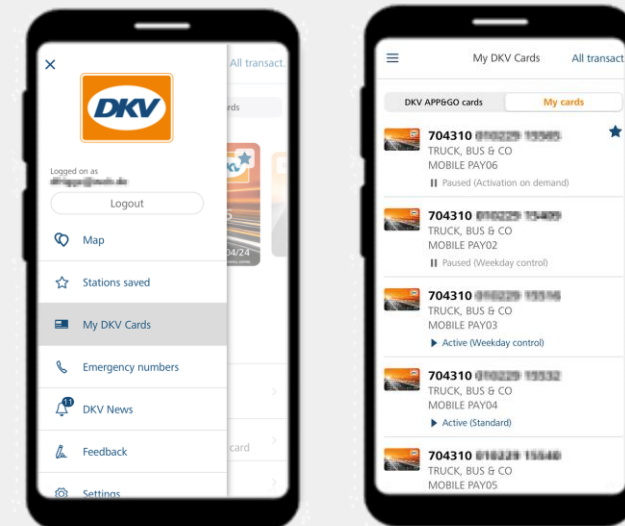 All transact.
DKV
rds
Logged on as
Logout
04/24
Map
Stations saved
My DKV Cards
Emergency numbers
11
DKV News
Feedback
card
Settings
My DKV Cards
All transact
DKV APP&GO cards
My cards
704310
TRUCK, BUS & CO
MOBILE PAY06
Paused (Activation on demand)
704310
TRUCK, BUS & CO
MOBILE PAY02
Paused (Weekday control)
704310
TRUCK, BUS & CO
MOBILE PAY03
Active (Weekday control)
704310
TRUCK, BUS & CO
MOBILE PAY04
Active (Standard)
704310
TRUCK, BUS & CO
MOBILE PAY05